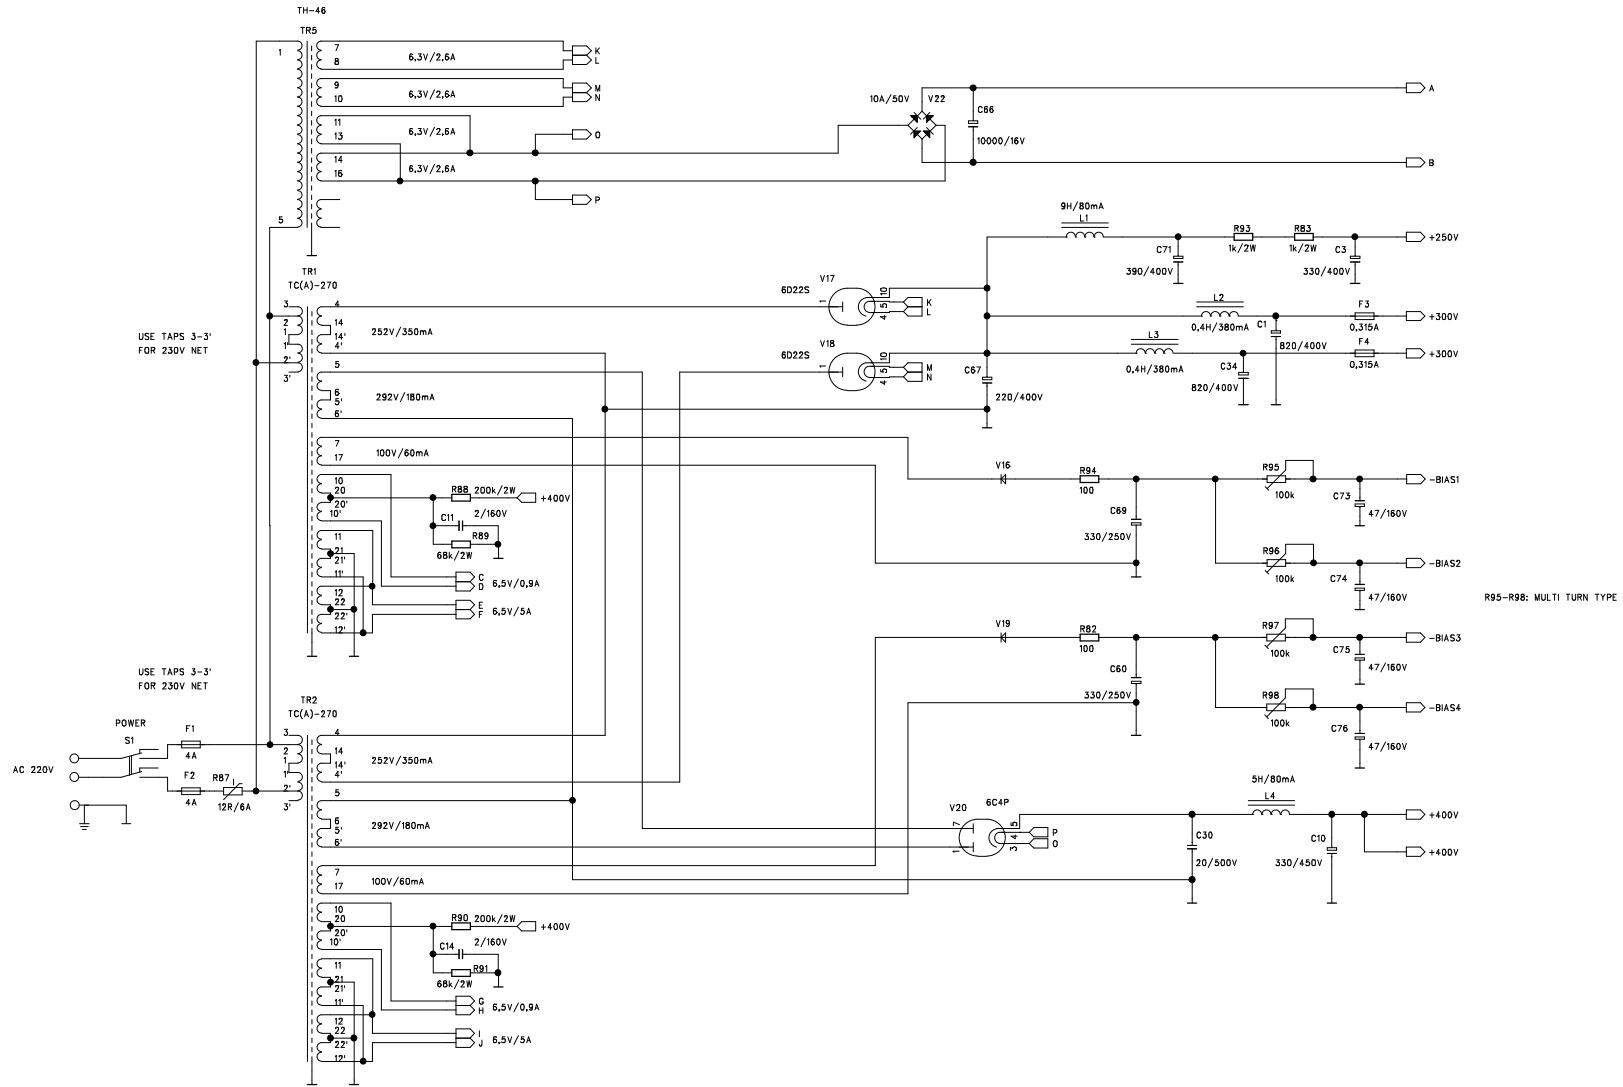 TH-46
TR5
1
5
7
8
6,3V/2,6A
K
L
9
10
6,3V/2,6A
M
N
11
13
6,3V/2,6A
O
14
16
6,3V/2,6A
P
10A/50V
V22
C66
10000/16V
A
B
9H/80mA
L1
C71
390/400V
R93
1k/2W
R83
1k/2W
C3
330/400V
+250V
TR1
TC(A)-270
USE TAPS 3-3'
FOR 230V NET
3
2
1
1'
2'
3'
4
14
14'
4'
252V/350mA
5
6
5'
6'
292V/180mA
7
17
100V/60mA
10
20
20'
10'
11
21
21'
11'
12
22
22'
12'
V17
6D22S
1
10
5
4
K
L
V18
6D22S
1
10
5
4
M
N
C67
220/400V
L2
0,4H/380mA
C1
820/400V
F3
0,315A
+300V
L3
0,4H/380mA
C34
820/400V
F4
0,315A
+300V
R88
200k/2W
+400V
C11
2/160V
R89
68k/2W
C
D
6,5V/0,9A
E
F
6,5V/5A
V16
R94
100
C69
330/250V
R95
100k
C73
47/160V
-BIAS1
R96
100k
C74
47/160V
-BIAS2
R95-R98: MULTI TURN TYPE
V19
R82
100
C60
330/250V
R97
100k
C75
47/160V
-BIAS3
R98
100k
C76
47/160V
-BIAS4
USE TAPS 3-3'
FOR 230V NET
TR2
TC(A)-270
POWER
S1
AC 220V
F1
4A
F2
4A
R87
12R/6A
3
2
1
1'
2'
3'
4
14
14'
4'
252V/350mA
5
6
5'
6'
292V/180mA
7
17
100V/60mA
10
20
20'
10'
11
21
21'
11'
12
22
22'
12'
V20
6C4P
7
1
5
4
3
P
O
5H/80mA
L4
C30
20/500V
C10
330/450V
+400V
+400V
R90
200k/2W
+400V
C14
2/160V
R91
68k/2W
G
H
6,5V/0,9A
I
J
6,5V/5A